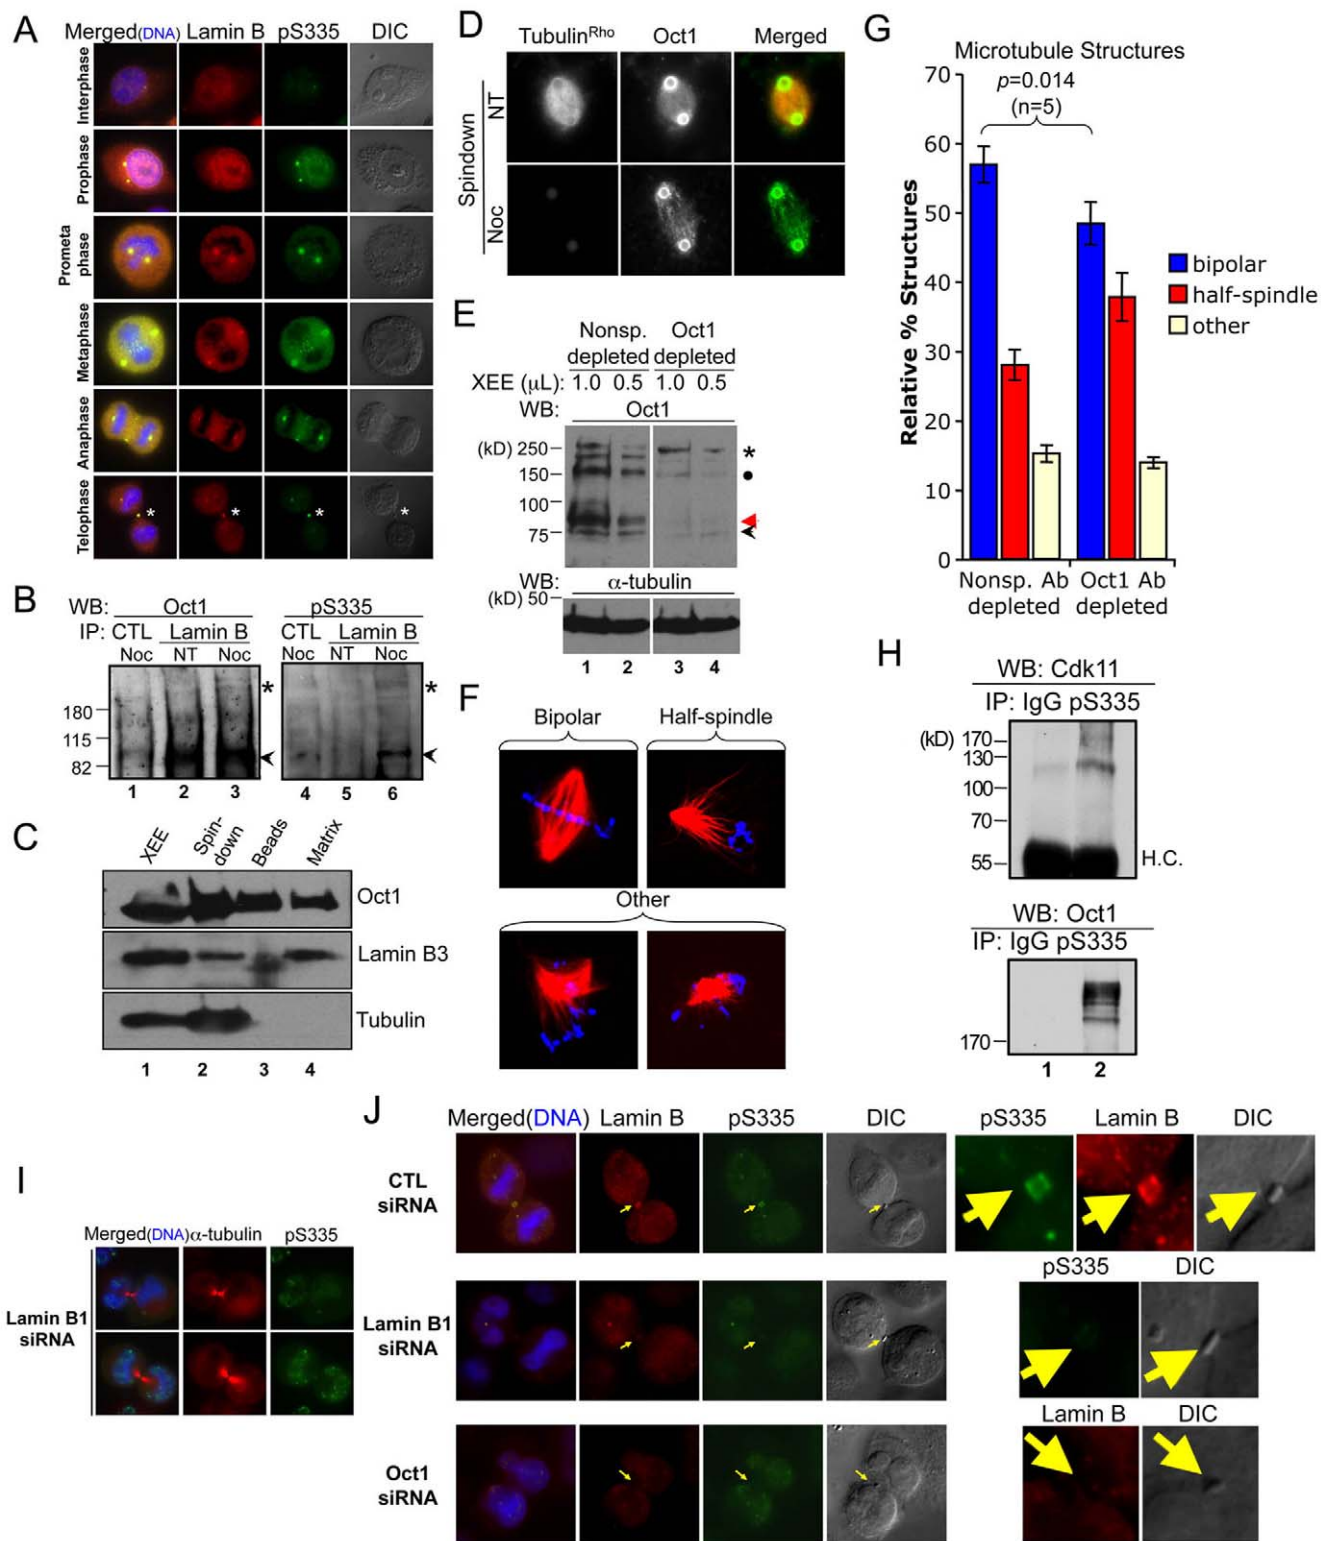 A
Merged(DNA) Lamin B pS335 DIC
Interphase
Prophase
Prometa
phase
Metaphase
Anaphase
Telophase
* * * *
B
WB: Oct1 pS335
IP: CTL Lamin B CTL Lamin B
Noc NT Noc Noc NT Noc
* *
180
115
82
1 2 3 4 5 6
C
XEE Spin-down Beads Matrix
Oct1
Lamin B3
Tubulin
1 2 3 4
D
TubulinRho Oct1 Merged
Spindown
NT
Noc
E
Nonsp. depleted Oct1 depleted
XEE (μL): 1.0 0.5 1.0 0.5
WB: Oct1
(kD) 250 *
150 •
100
75
WB: α-tubulin
(kD) 50
1 2 3 4
F
Bipolar Half-spindle
Other
G
Microtubule Structures
p=0.014
(n=5)
Relative % Structures
70
60
50
40
30
20
10
0
bipolar
half-spindle
other
Nonsp. Ab depleted Oct1 Ab depleted
H
WB: Cdk11
IP: IgG pS335
(kD) 170
130
100
70
55 H.C.
WB: Oct1
IP: IgG pS335
170
1 2
I
Merged(DNA) α-tubulin pS335
Lamin B1
siRNA
J
Merged(DNA) Lamin B pS335 DIC pS335 Lamin B DIC
CTL
siRNA
pS335 DIC
Lamin B1
siRNA
Lamin B DIC
Oct1
siRNA